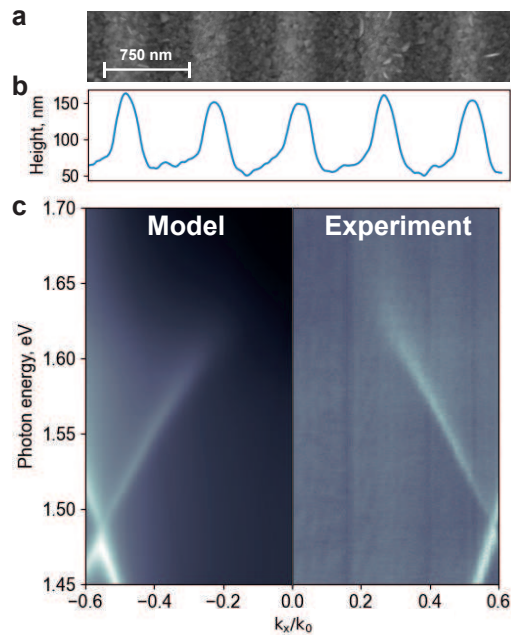 a
750 nm
b
Height, nm
150
100
50
c
Model
Experiment
Photon energy, eV
1.70
1.65
1.60
1.55
1.50
1.45
−0.6
−0.4
−0.2
0.0
0.2
0.4
0.6
kₓ/k₀